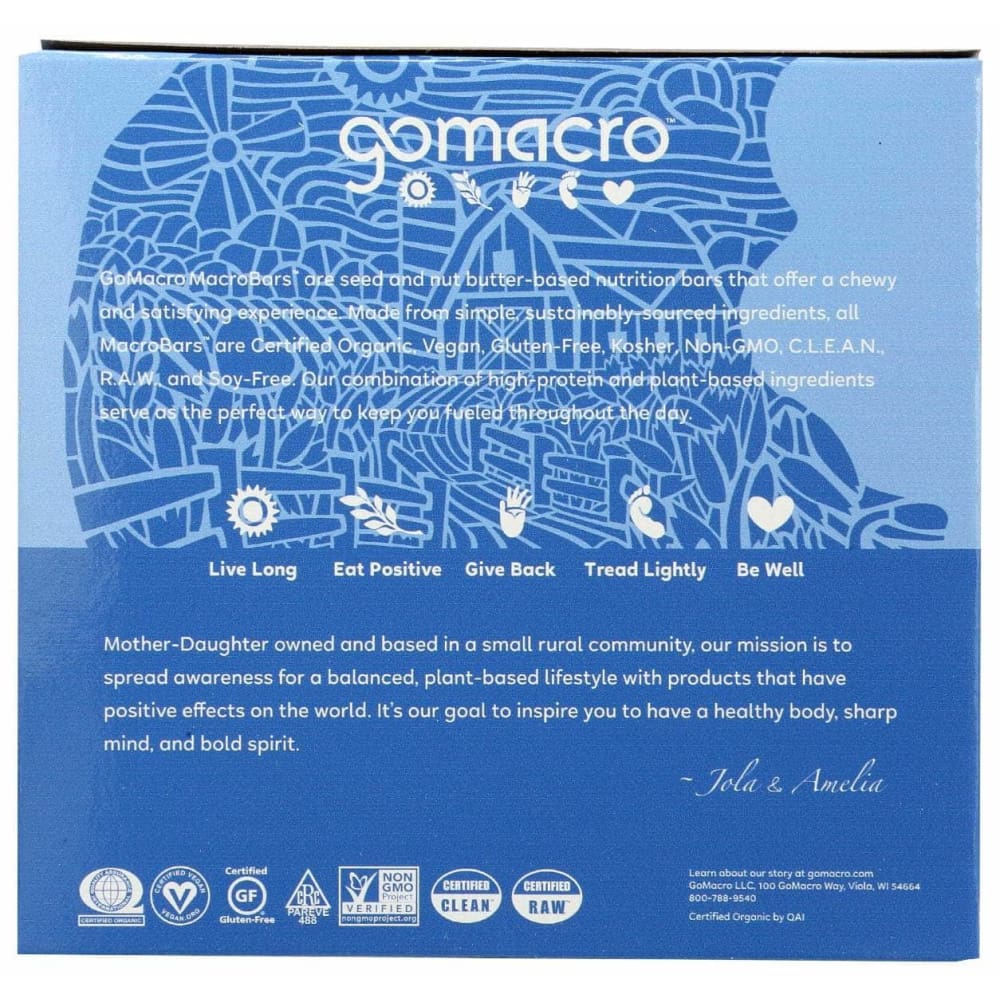 gomacro™
GoMacro MacroBars™ are seed and nut butter-based nutrition bars that offer a chewy
and satisfying experience. Made from simple, sustainably-sourced ingredients, all
MacroBars™ are Certified Organic, Vegan, Gluten-Free, Kosher, Non-GMO, C.L.E.A.N.,
R.A.W., and Soy-Free. Our combination of high-protein and plant-based ingredients
serve as the perfect way to keep you fueled throughout the day.
Live Long Eat Positive Give Back Tread Lightly Be Well
Mother-Daughter owned and based in a small rural community, our mission is to
spread awareness for a balanced, plant-based lifestyle with products that have
positive effects on the world. It's our goal to inspire you to have a healthy body, sharp
mind, and bold spirit.
~ Jola & Amelia
QUALITY ASSURANCE INTERNATIONAL
CERTIFIED ORGANIC
CERTIFIED VEGAN
VEGAN.ORG
Certified
GF
Gluten-Free
CRC
PAREVE
488
NON
GMO
Project
VERIFIED
nongmoproject.org
CERTIFIED
CLEAN™
CERTIFIED
RAW™
Learn about our story at gomacro.com
GoMacro LLC, 100 GoMacro Way, Viola, WI 54664
800-788-9540
Certified Organic by QAI